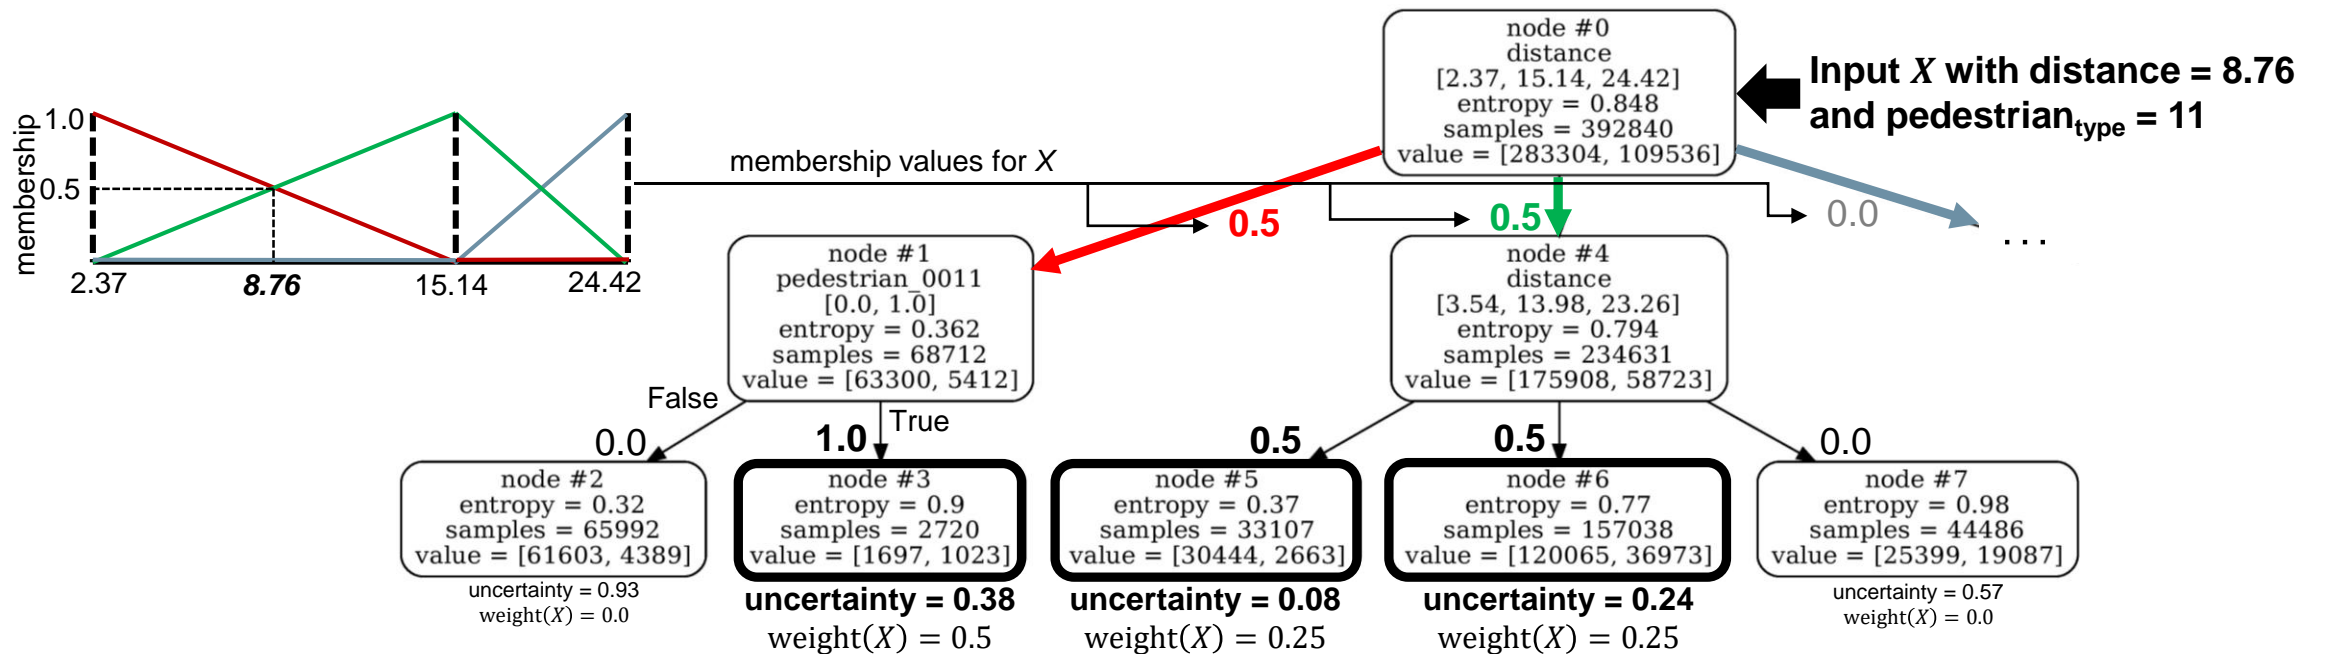 membership
1.0
0.5
2.37
8.76
15.14
24.42
membership values for X
node #0
distance
[2.37, 15.14, 24.42]
entropy = 0.848
samples = 392840
value = [283304, 109536]
Input X with distance = 8.76
and pedestrian_type = 11
0.5
0.5
0.0
...
node #1
pedestrian_0011
[0.0, 1.0]
entropy = 0.362
samples = 68712
value = [63300, 5412]
node #4
distance
[3.54, 13.98, 23.26]
entropy = 0.794
samples = 234631
value = [175908, 58723]
False
True
0.0
1.0
0.5
0.5
0.0
node #2
entropy = 0.32
samples = 65992
value = [61603, 4389]
uncertainty = 0.93
weight(X) = 0.0
node #3
entropy = 0.9
samples = 2720
value = [1697, 1023]
uncertainty = 0.38
weight(X) = 0.5
node #5
entropy = 0.37
samples = 33107
value = [30444, 2663]
uncertainty = 0.08
weight(X) = 0.25
node #6
entropy = 0.77
samples = 157038
value = [120065, 36973]
uncertainty = 0.24
weight(X) = 0.25
node #7
entropy = 0.98
samples = 44486
value = [25399, 19087]
uncertainty = 0.57
weight(X) = 0.0